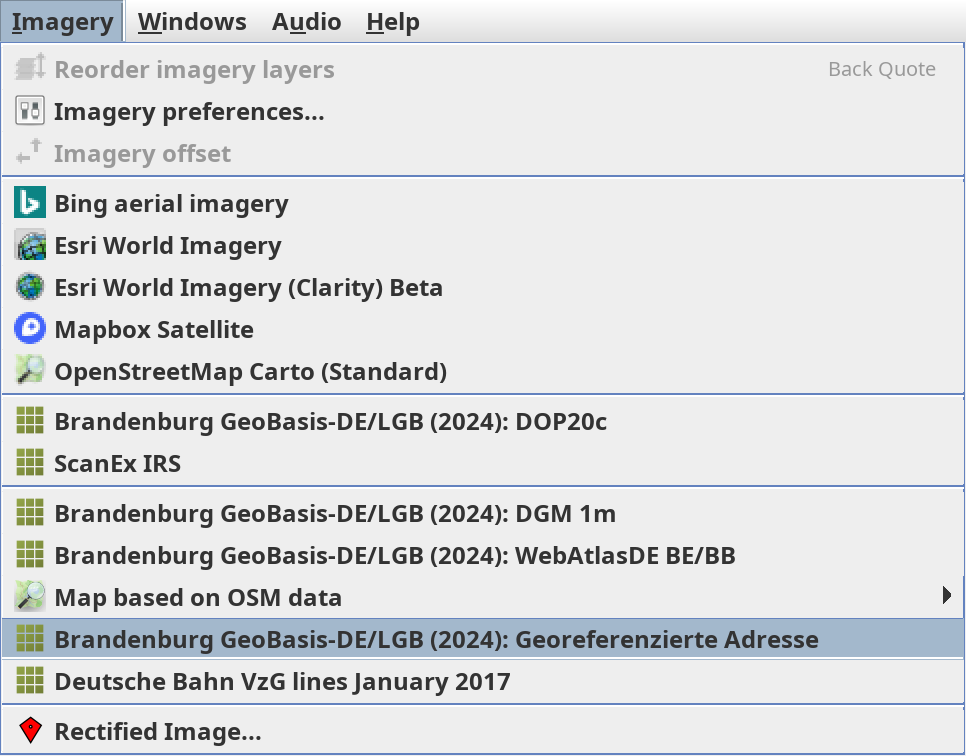 Imagery Windows Audio Help
Reorder imagery layers Back Quote
Imagery preferences...
Imagery offset
Bing aerial imagery
Esri World Imagery
Esri World Imagery (Clarity) Beta
Mapbox Satellite
OpenStreetMap Carto (Standard)
Brandenburg GeoBasis-DE/LGB (2024): DOP20c
ScanEx IRS
Brandenburg GeoBasis-DE/LGB (2024): DGM 1m
Brandenburg GeoBasis-DE/LGB (2024): WebAtlasDE BE/BB
Map based on OSM data
Brandenburg GeoBasis-DE/LGB (2024): Georeferenzierte Adresse
Deutsche Bahn VzG lines January 2017
Rectified Image...